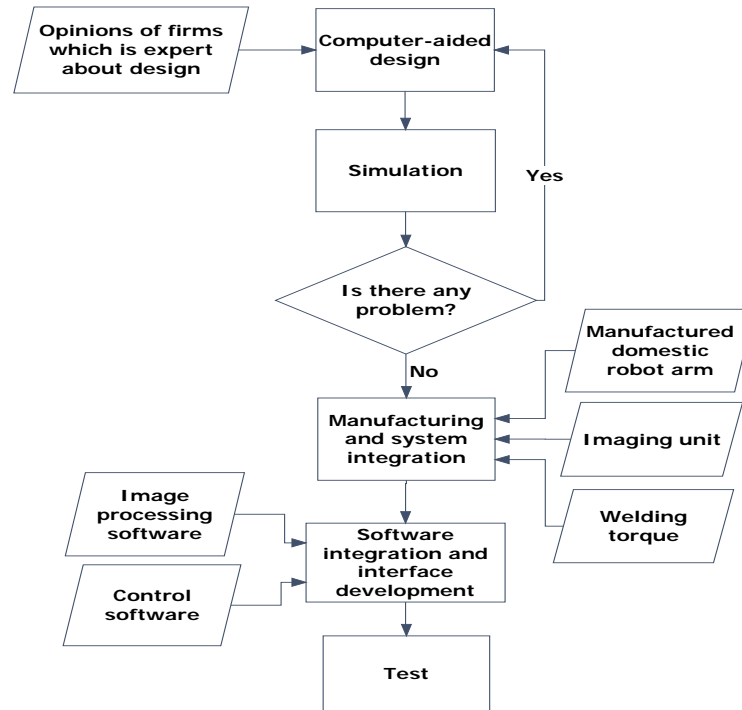 Opinions of firms
which is expert
about design
Computer-aided
design
Simulation
Yes
Is there any
problem?
No
Manufactured
domestic
robot arm
Manufacturing
and system
integration
Imaging unit
Welding
torque
Image
processing
software
Software
integration and
interface
development
Control
software
Test